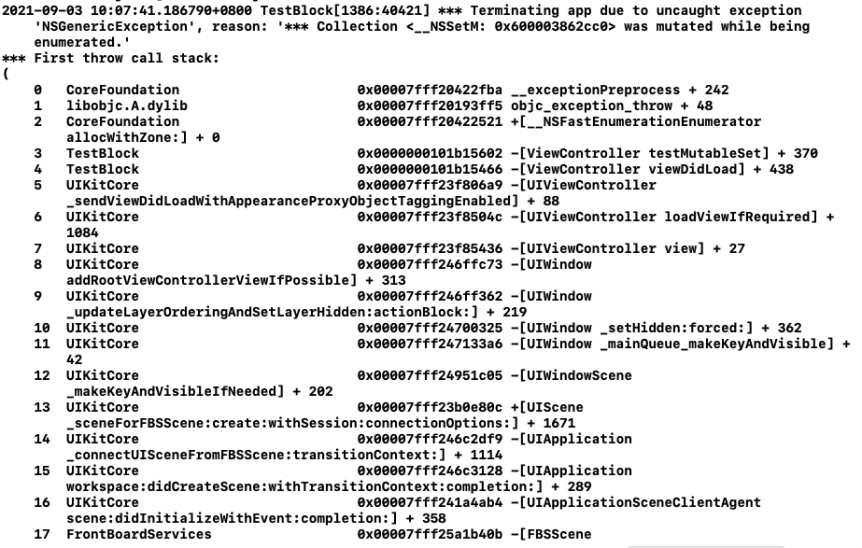 2021-09-03 10:07:41.186790+0800 TestBlock[1386:40421] *** Terminating app due to uncaught exception
'NSGenericException', reason: '*** Collection <__NSSetM: 0x600003862cc0> was mutated while being
enumerated.'
*** First throw call stack:
(
0 CoreFoundation 0x00007fff20422fba __exceptionPreprocess + 242
1 libobjc.A.dylib 0x00007fff20193ff5 objc_exception_throw + 48
2 CoreFoundation 0x00007fff20422521 +[__NSFastEnumerationEnumerator
allocWithZone:] + 0
3 TestBlock 0x0000000101b15602 -[ViewController testMutableSet] + 370
4 TestBlock 0x0000000101b15466 -[ViewController viewDidLoad] + 438
5 UIKitCore 0x00007fff23f806a9 -[UIViewController
_sendViewDidLoadWithAppearanceProxyObjectTaggingEnabled] + 88
6 UIKitCore 0x00007fff23f8504c -[UIViewController loadViewIfRequired] +
1084
7 UIKitCore 0x00007fff23f85436 -[UIViewController view] + 27
8 UIKitCore 0x00007fff246ffc73 -[UIWindow
addRootViewControllerViewIfPossible] + 313
9 UIKitCore 0x00007fff246ff362 -[UIWindow
_updateLayerOrderingAndSetLayerHidden:actionBlock:] + 219
10 UIKitCore 0x00007fff24700325 -[UIWindow _setHidden:forced:] + 362
11 UIKitCore 0x00007fff247133a6 -[UIWindow _mainQueue_makeKeyAndVisible] +
42
12 UIKitCore 0x00007fff24951c05 -[UIWindowScene
_makeKeyAndVisibleIfNeeded] + 202
13 UIKitCore 0x00007fff23b0e80c +[UIScene
_sceneForFBSScene:create:withSession:connectionOptions:] + 1671
14 UIKitCore 0x00007fff246c2df9 -[UIApplication
_connectUISceneFromFBSScene:transitionContext:] + 1114
15 UIKitCore 0x00007fff246c3128 -[UIApplication
workspace:didCreateScene:withTransitionContext:completion:] + 289
16 UIKitCore 0x00007fff241a4ab4 -[UIApplicationSceneClientAgent
scene:didInitializeWithEvent:completion:] + 358
17 FrontBoardServices 0x00007fff25a1b40b -[FBSScene